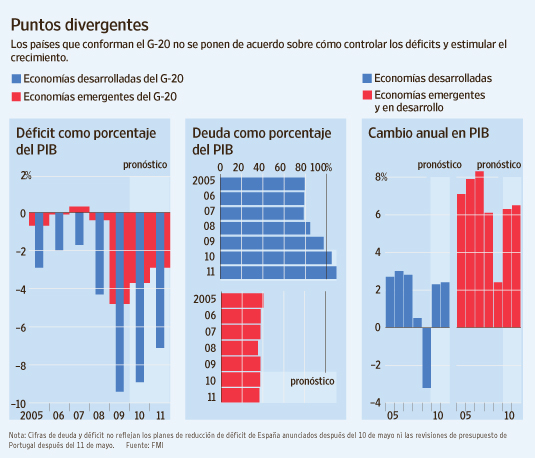 Puntos divergentes
Los países que conforman el G-20 no se ponen de acuerdo sobre cómo controlar los déficits y estimular el
crecimiento.
Economías desarrolladas del G-20
Economías emergentes del G-20
Economías desarrolladas
Economías emergentes
y en desarrollo
Déficit como porcentaje
del PIB
pronóstico
2%
0
–2
–4
–6
–8
–10
2005 06 07 08 09 10 11
Deuda como porcentaje
del PIB
0 20 40 60 80 100%
2005
06
07
08
09
10
11
2005
06
07
08
09
10
11
pronóstico
Cambio anual en PIB
pronóstico pronóstico
8%
6
4
2
0
–2
–4
05 10 05 10
Nota: Cifras de deuda y déficit no reflejan los planes de reducción de déficit de España anunciados después del 10 de mayo ni las revisiones de presupuesto de
Portugal después del 11 de mayo. Fuente: FMI